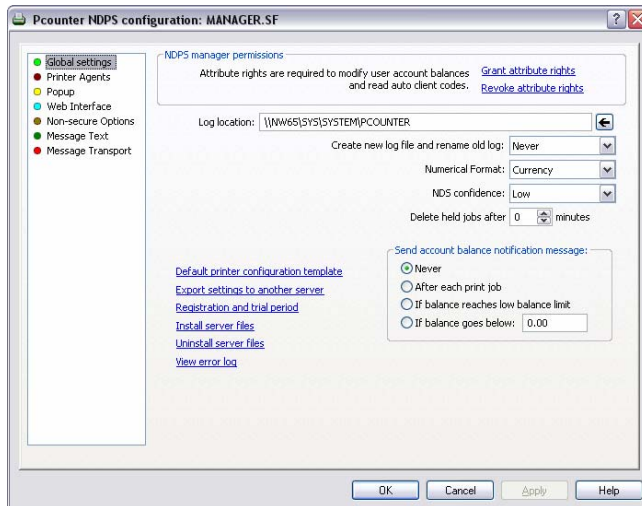 Pcounter NDPS configuration: MANAGER.SF
Global settings
Printer Agents
Popup
Web Interface
Non-secure Options
Message Text
Message Transport
NDPS manager permissions
Attribute rights are required to modify user account balances
and read auto client codes.
Grant attribute rights
Revoke attribute rights
Log location: \\NW65\SYS\SYSTEM\PCOUNTER
Create new log file and rename old log: Never
Numerical Format: Currency
NDS confidence: Low
Delete held jobs after 0 minutes
Send account balance notification message:
Never
After each print job
If balance reaches low balance limit
If balance goes below: 0.00
Default printer configuration template
Export settings to another server
Registration and trial period
Install server files
Uninstall server files
View error log
OK Cancel Apply Help